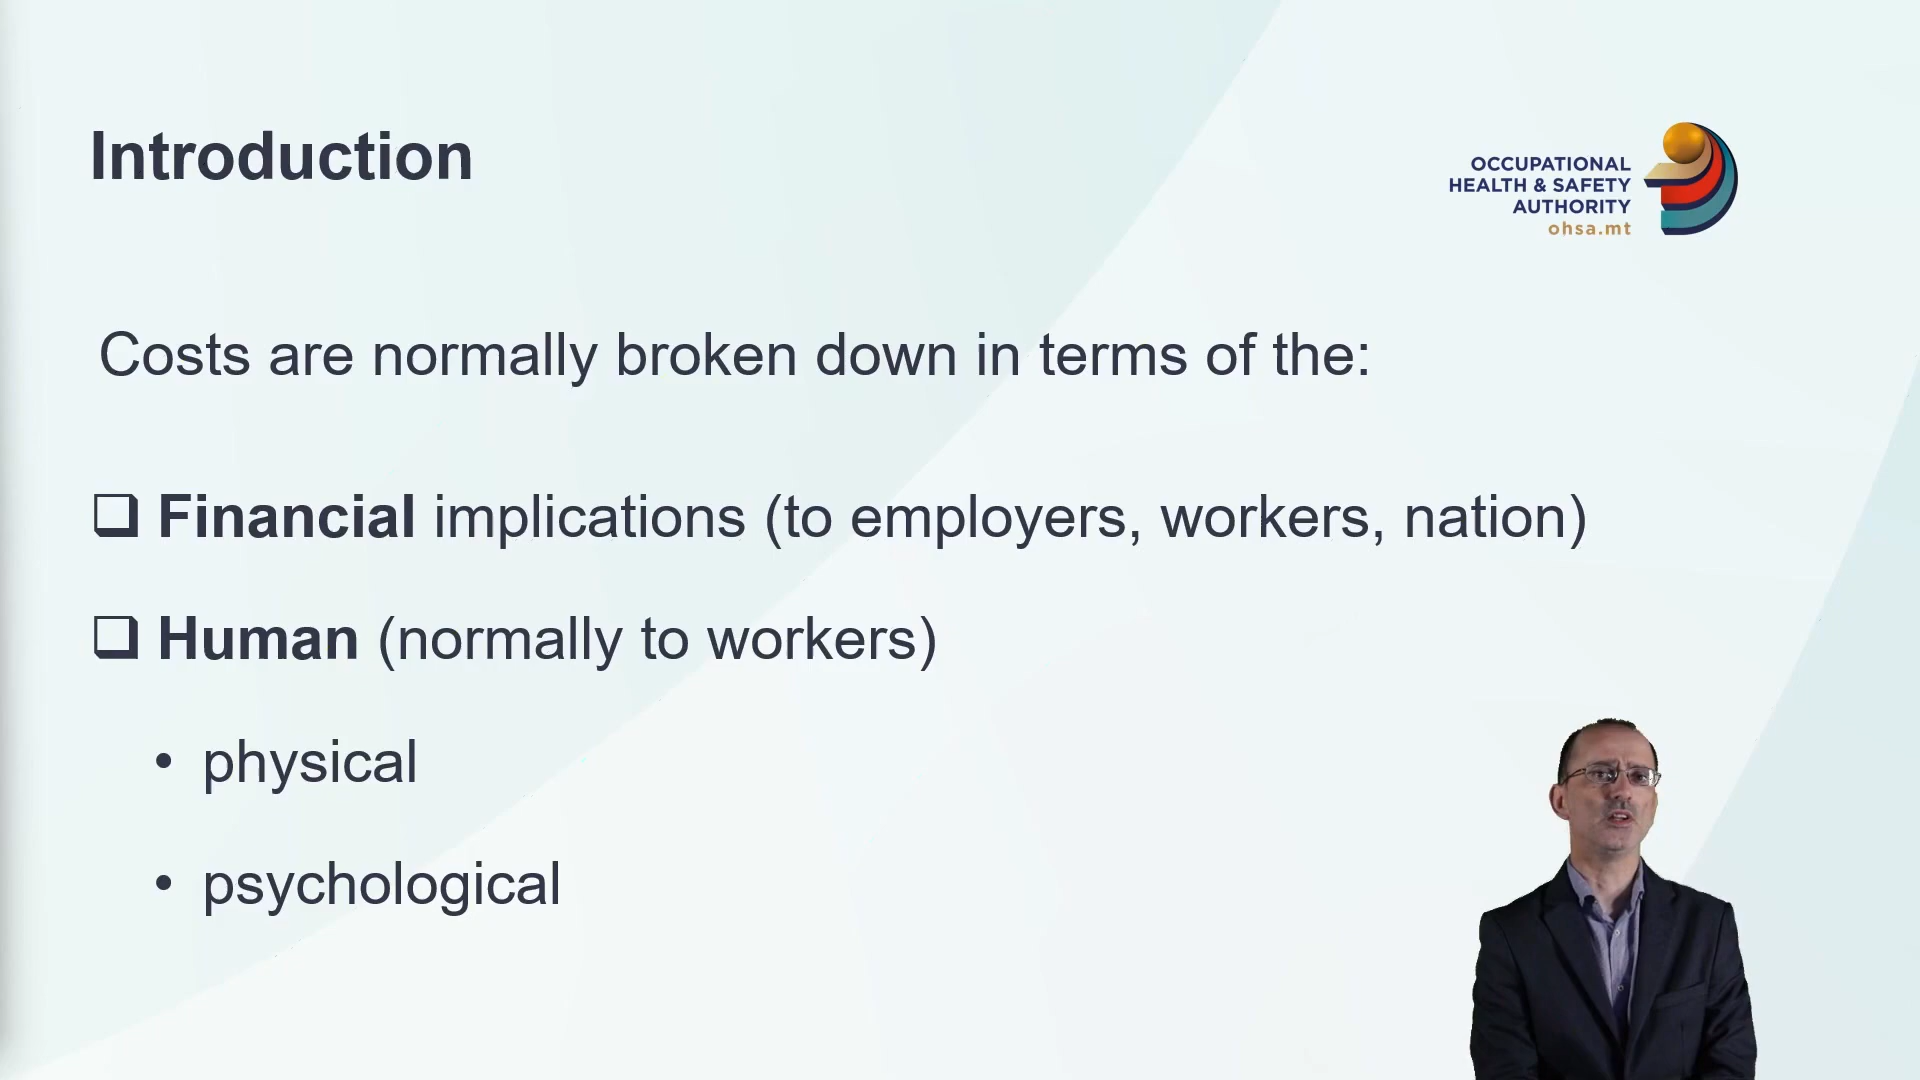 Introduction
OCCUPATIONAL
HEALTH & SAFETY
AUTHORITY
ohsa.mt
Costs are normally broken down in terms of the:
❑ Financial implications (to employers, workers, nation)
❑ Human (normally to workers)
• physical
• psychological